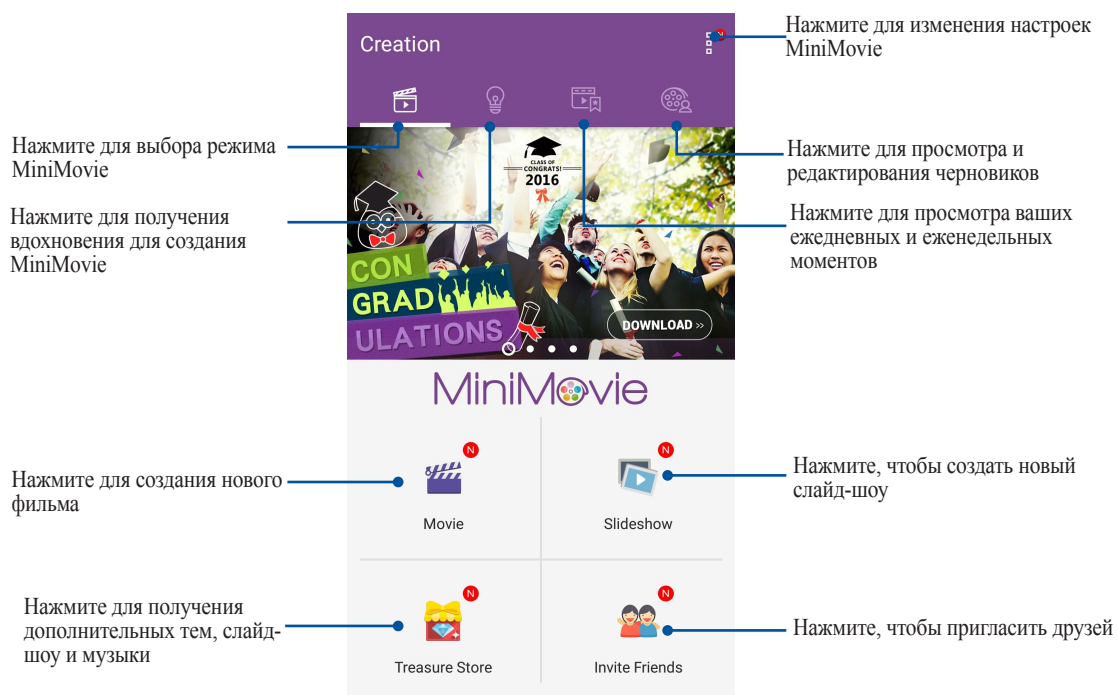 Creation
N
Нажмите для изменения настроек
MiniMovie
Нажмите для выбора режима
MiniMovie
Нажмите для получения
вдохновения для создания
MiniMovie
Нажмите для просмотра и
редактирования черновиков
Нажмите для просмотра ваших
ежедневных и еженедельных
моментов
CLASS OF
CONGRATS!
2016
CON
GRAD
ULATIONS
DOWNLOAD »
MiniMovie
Нажмите для создания нового
фильма
N
Movie
N
Slideshow
Нажмите, чтобы создать новый
слайд-шоу
Нажмите для получения
дополнительных тем, слайд-
шоу и музыки
N
Treasure Store
N
Invite Friends
Нажмите, чтобы пригласить друзей